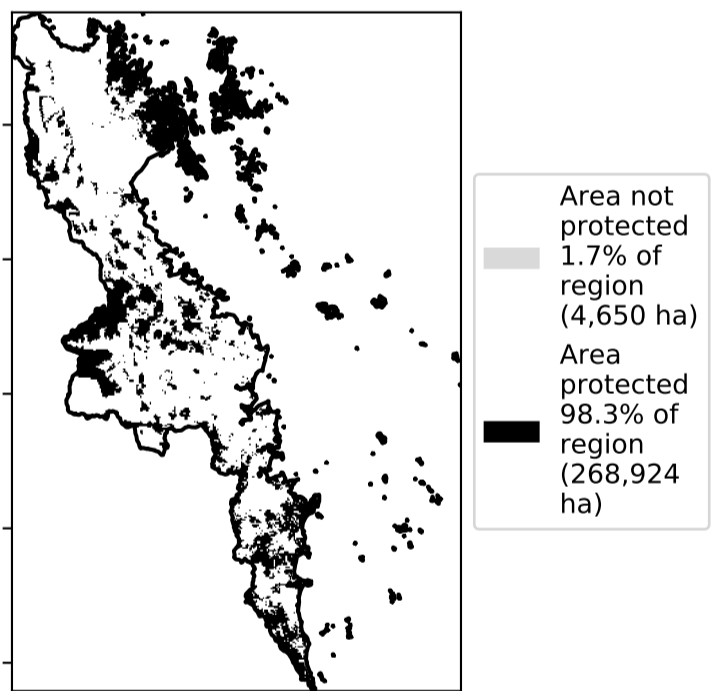 Area not
protected
1.7% of
region
(4,650 ha)
Area
protected
98.3% of
region
(268,924
ha)